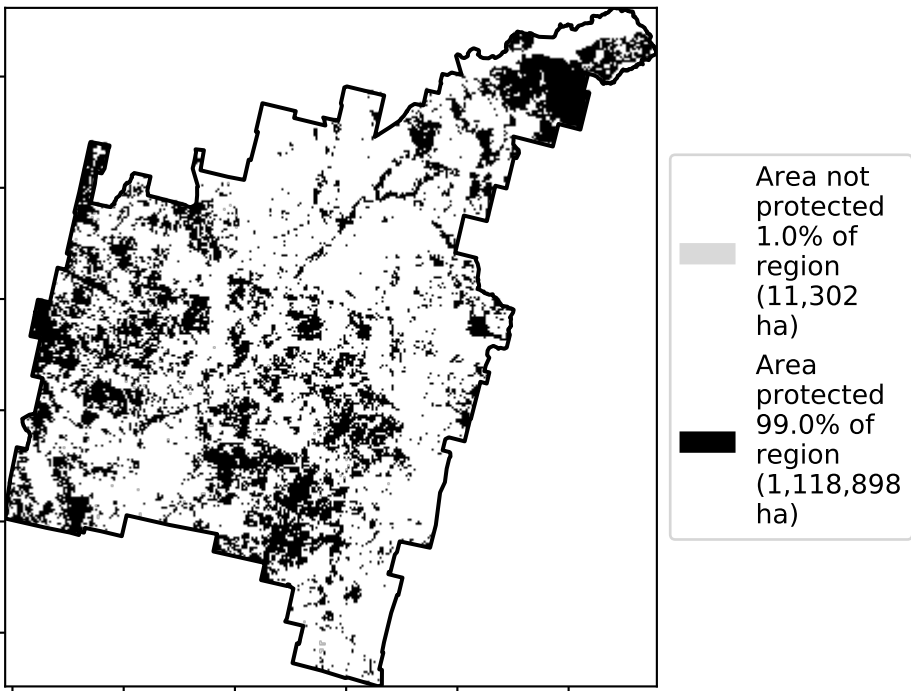 Area not
protected
1.0% of
region
(11,302
ha)
Area
protected
99.0% of
region
(1,118,898
ha)